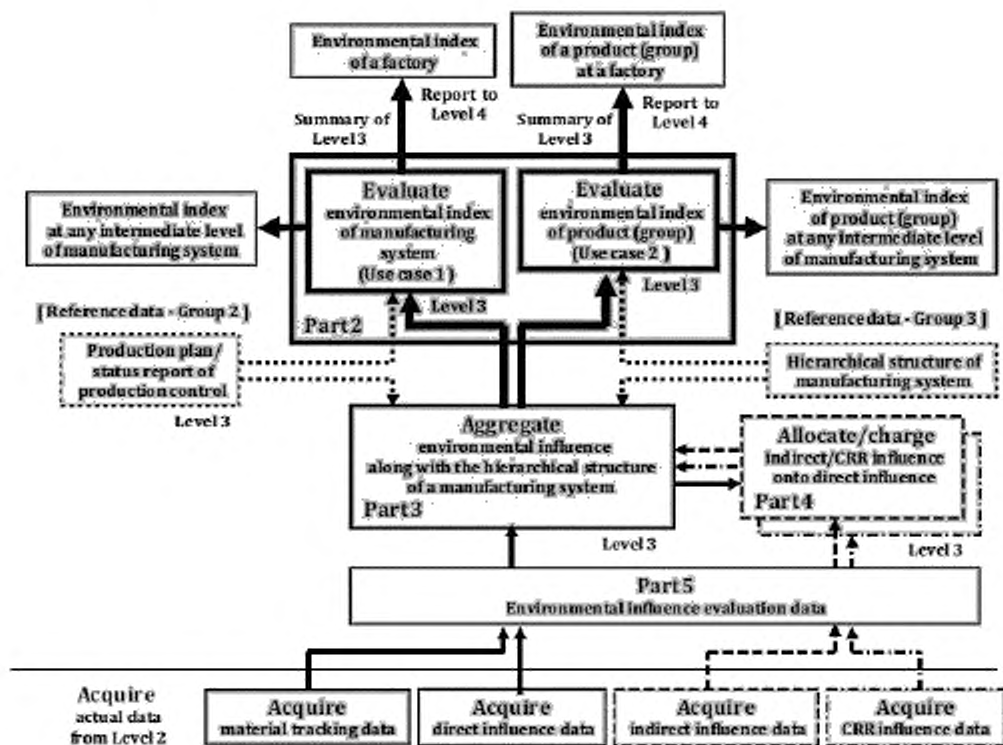 Environmental index
of a factory
Environmental index
of a product (group)
at a factory
Summary of
Level 3
Report to
Level 4
Summary of
Level 3
Report to
Level 4
Environmental index
at any intermediate level
of manufacturing system
Evaluate
environmental index
of manufacturing
system
(Use case 1)
Evaluate
environmental index
of product (group)
(Use case 2)
Environmental index
of product (group)
at any intermediate level
of manufacturing system
Level 3
Level 3
Part2
[Reference data - Group 2]
Production plan/
status report of
production control
Level 3
[Reference data - Group 3]
Hierarchical structure of
manufacturing system
Aggregate
environmental influence
along with the hierarchical structure
of a manufacturing system
Part3
Level 3
Allocate/charge
indirect/CRR influence
onto direct influence
Part4
Level 3
Part5
Environmental influence evaluation data
Acquire
actual data
from Level 2
Acquire
material tracking data
Acquire
direct influence data
Acquire
indirect influence data
Acquire
CRR influence data